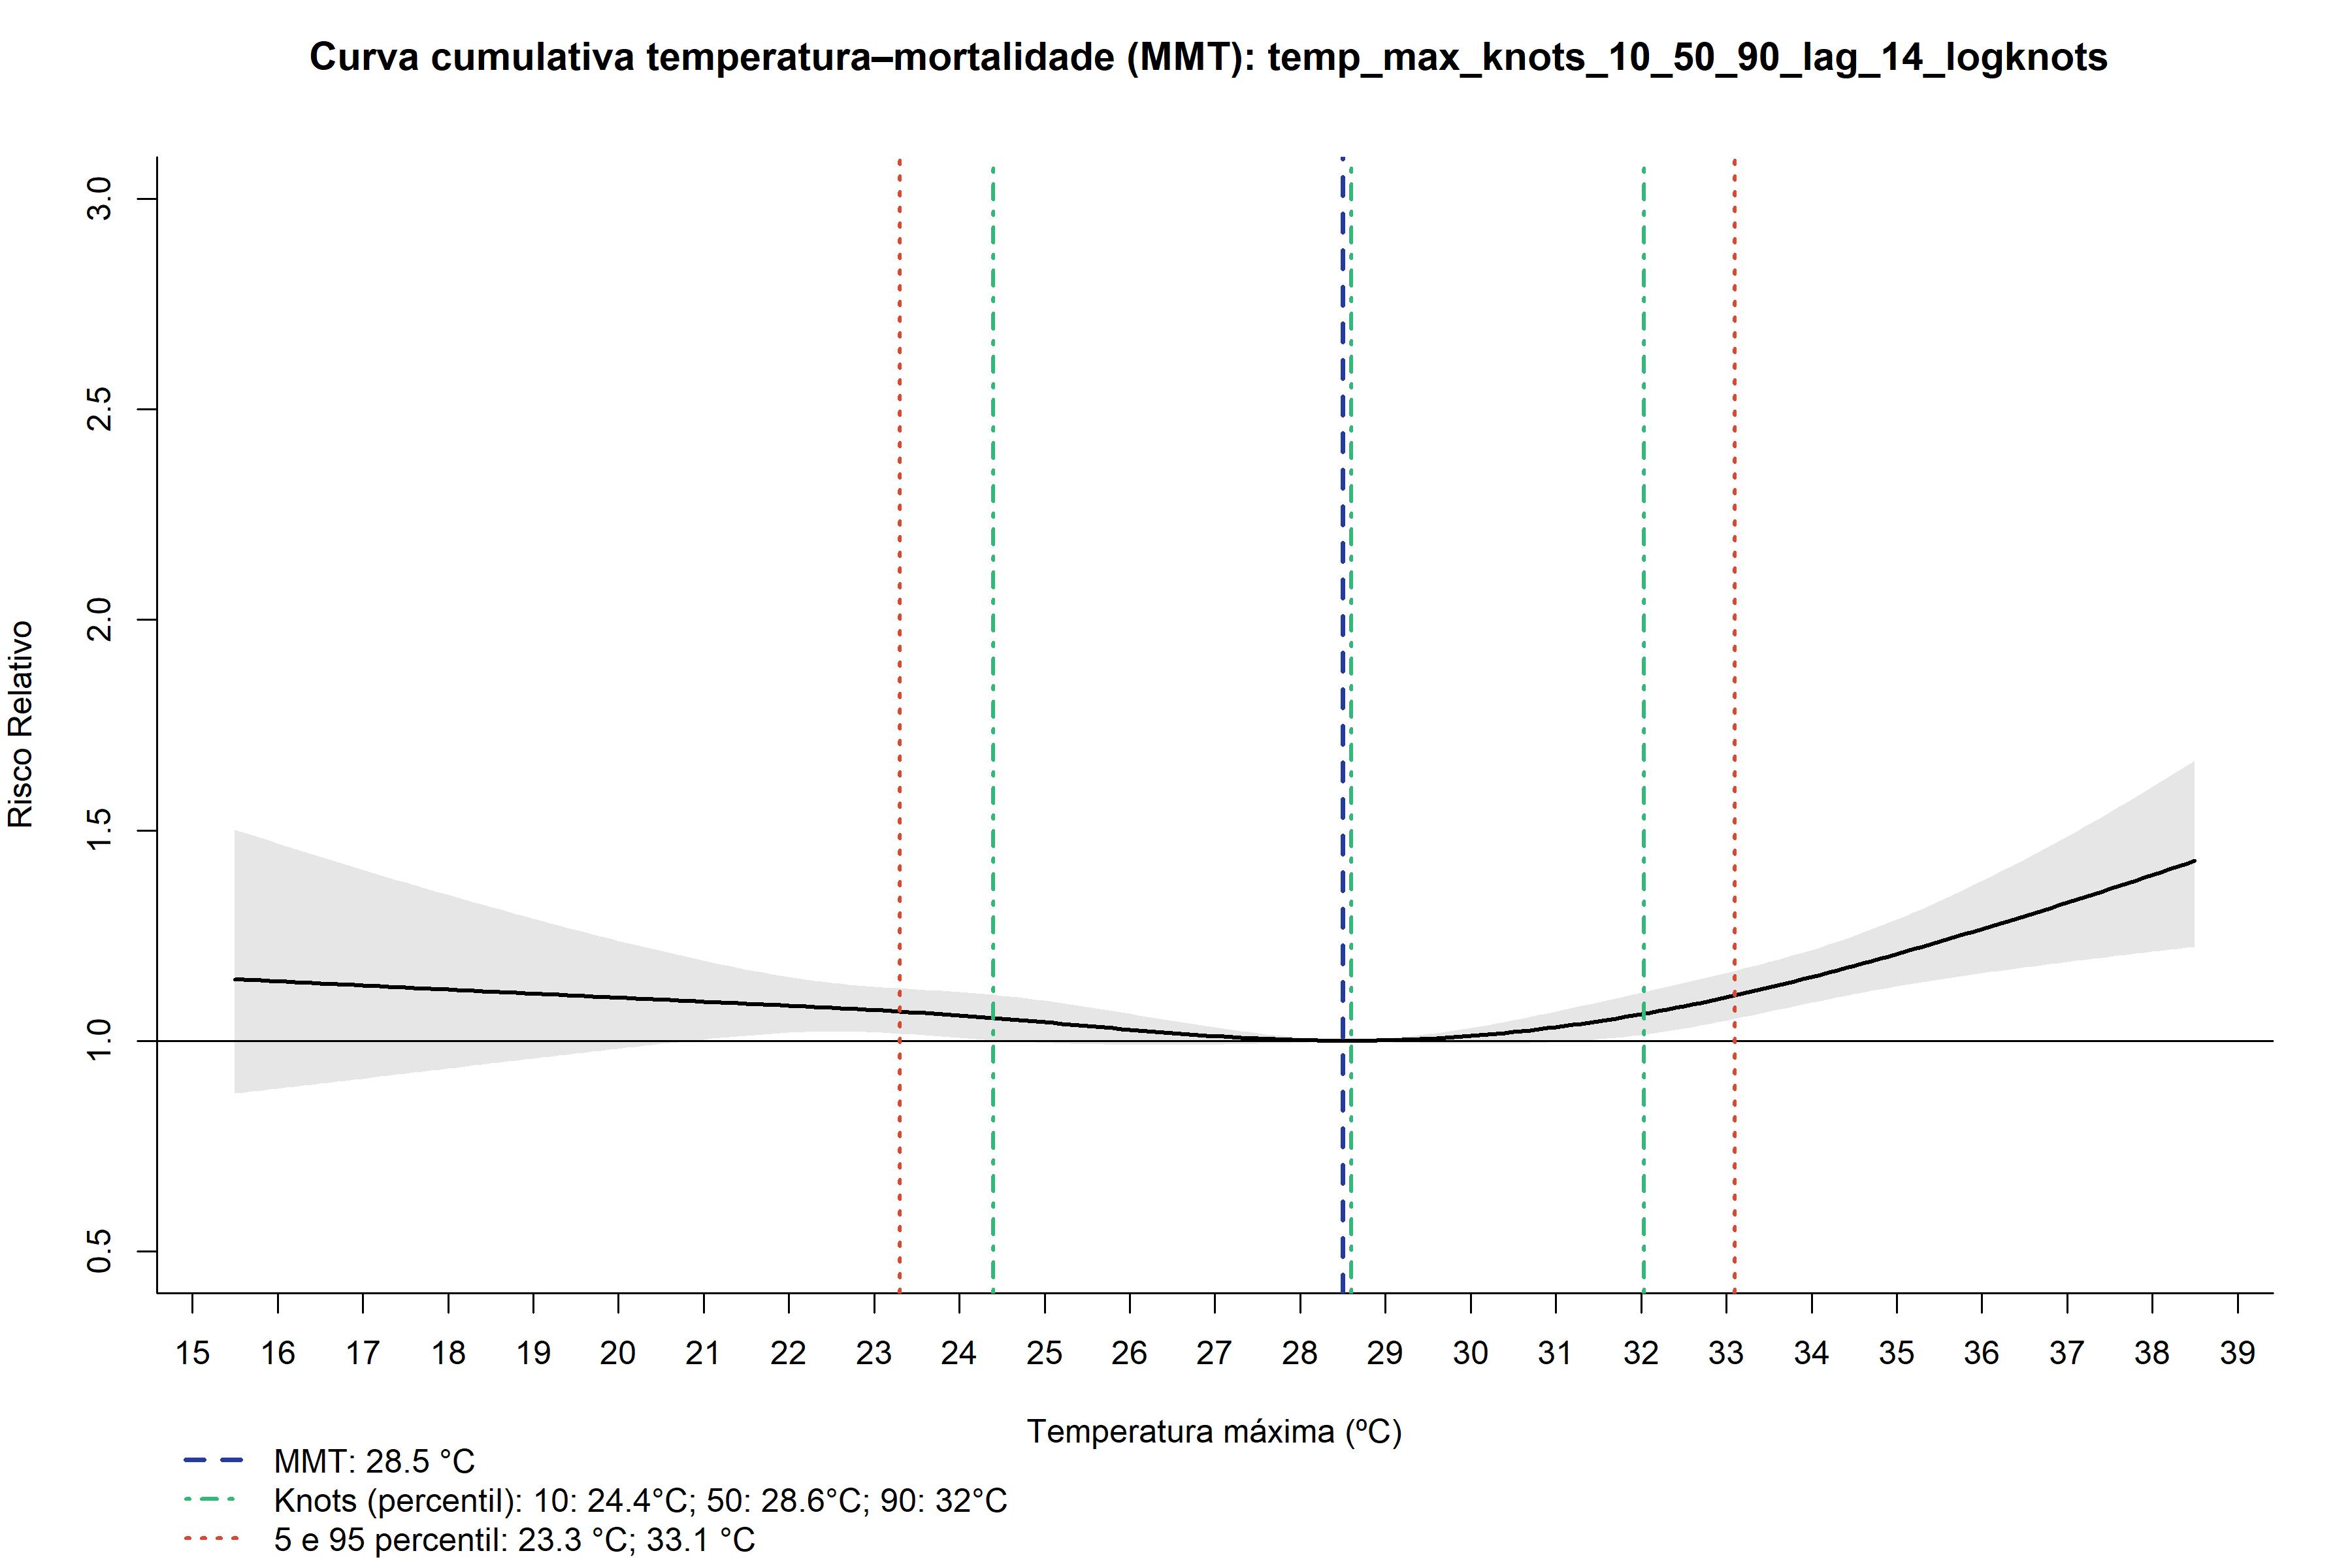 Curva cumulativa temperatura–mortalidade (MMT): temp_max_knots_10_50_90_lag_14_logknots
3.0
2.5
2.0
1.5
1.0
0.5
Risco Relativo
15 16 17 18 19 20 21 22 23 24 25 26 27 28 29 30 31 32 33 34 35 36 37 38 39
Temperatura máxima (ºC)
MMT: 28.5 °C
Knots (percentil): 10: 24.4°C; 50: 28.6°C; 90: 32°C
5 e 95 percentil: 23.3 °C; 33.1 °C